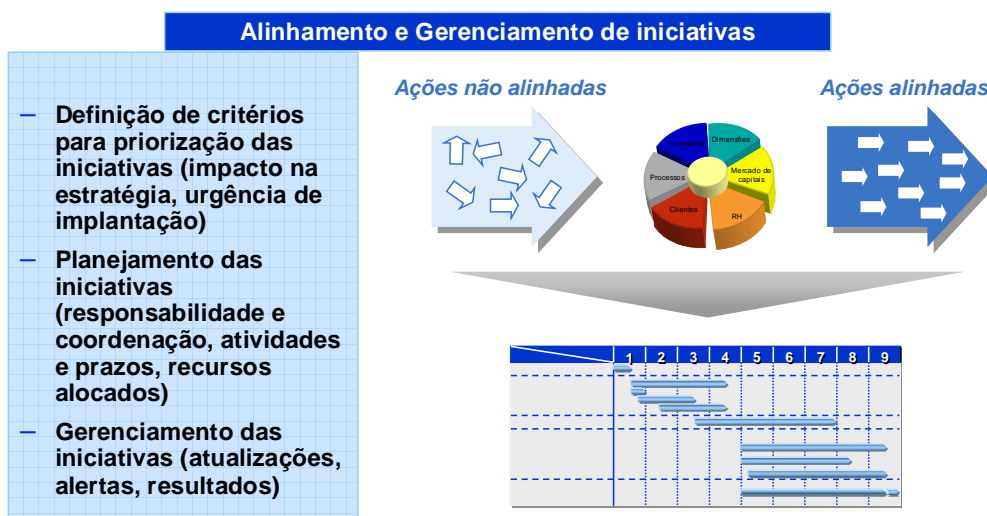 Alinhamento e Gerenciamento de iniciativas
– Definição de critérios
para priorização das
iniciativas (impacto na
estratégia, urgência de
implantação)
– Planejamento das
iniciativas
(responsabilidade e
coordenação, atividades
e prazos, recursos
alocados)
– Gerenciamento das
iniciativas (atualizações,
alertas, resultados)
Ações não alinhadas
Ações alinhadas
Dimensões
Mercado de
capitais
RH
Clientes
Processos
1 2 3 4 5 6 7 8 9